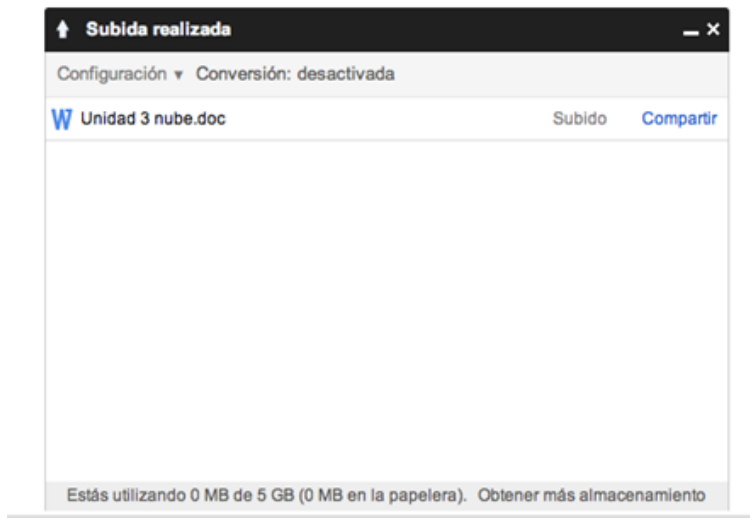 Subida realizada
Configuración ▾ Conversión: desactivada
Unidad 3 nube.doc Subido Compartir
Estás utilizando 0 MB de 5 GB (0 MB en la papelera). Obtener más almacenamiento